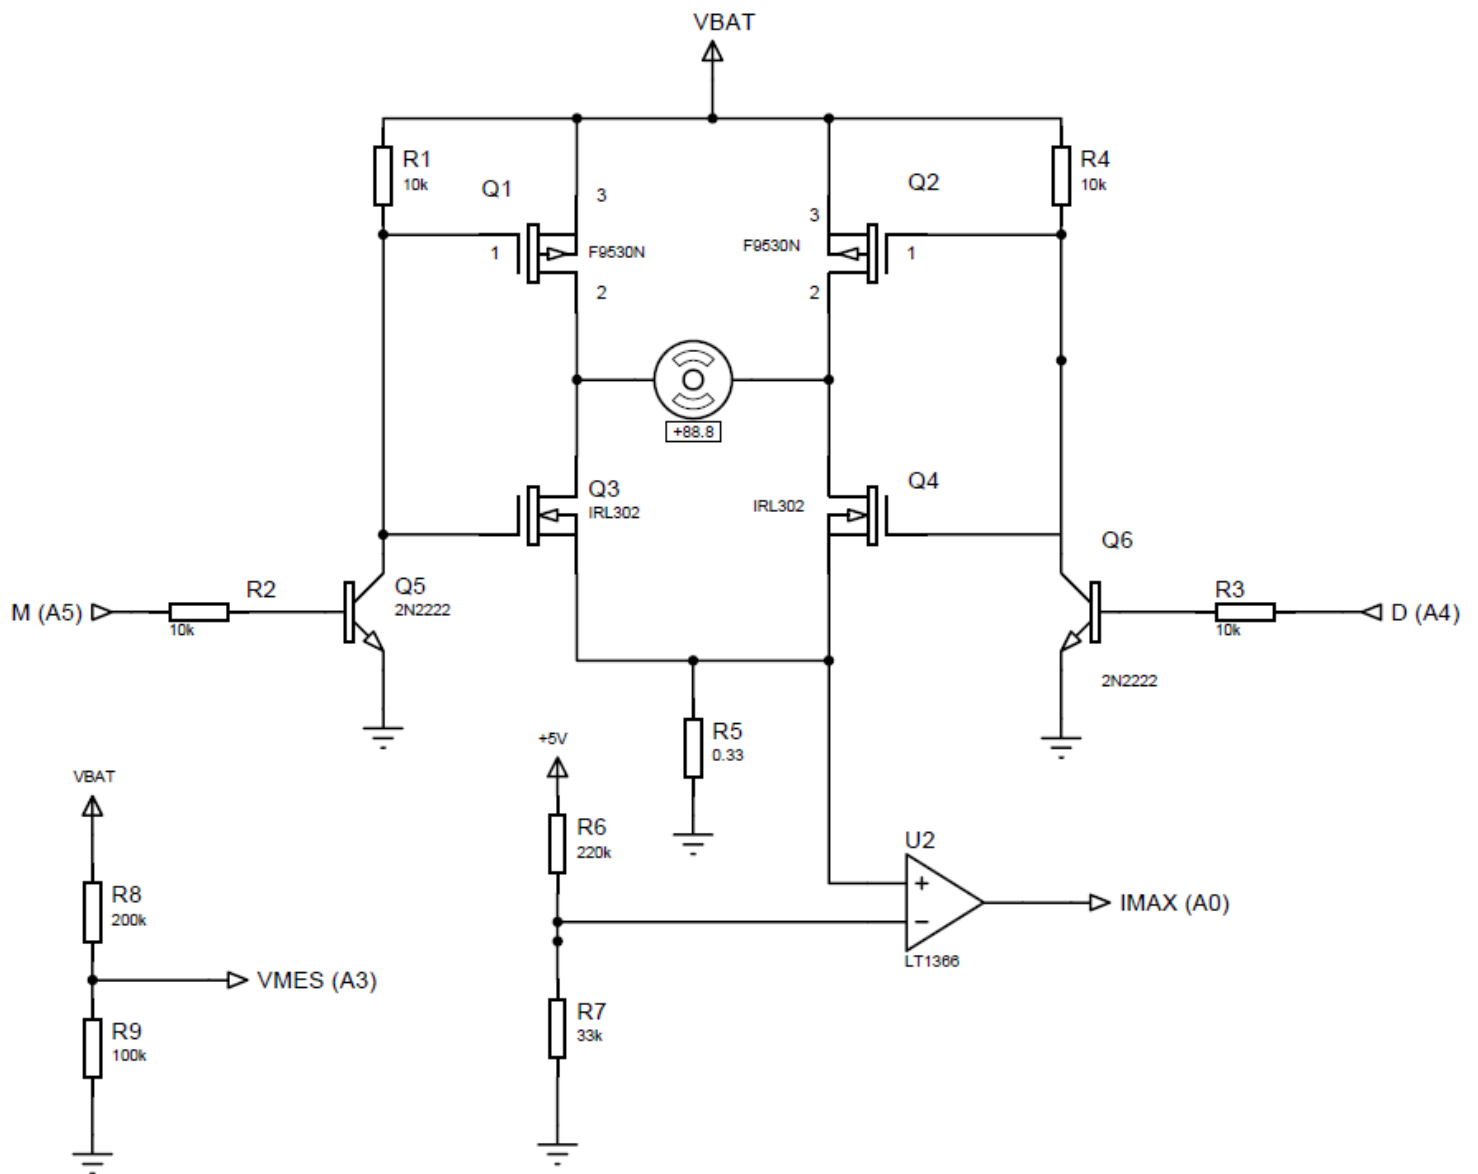 VBAT
R1
10k
Q1
3
F9530N
1
2
Q2
3
F9530N
1
2
R4
10k
+88.8
Q3
IRL302
Q4
IRL302
M (A5)
R2
10k
Q5
2N2222
Q6
2N2222
R3
10k
D (A4)
R5
0.33
+5V
R6
220k
R7
33k
VBAT
R8
200k
VMES (A3)
R9
100k
U2
+
−
LT1366
IMAX (A0)